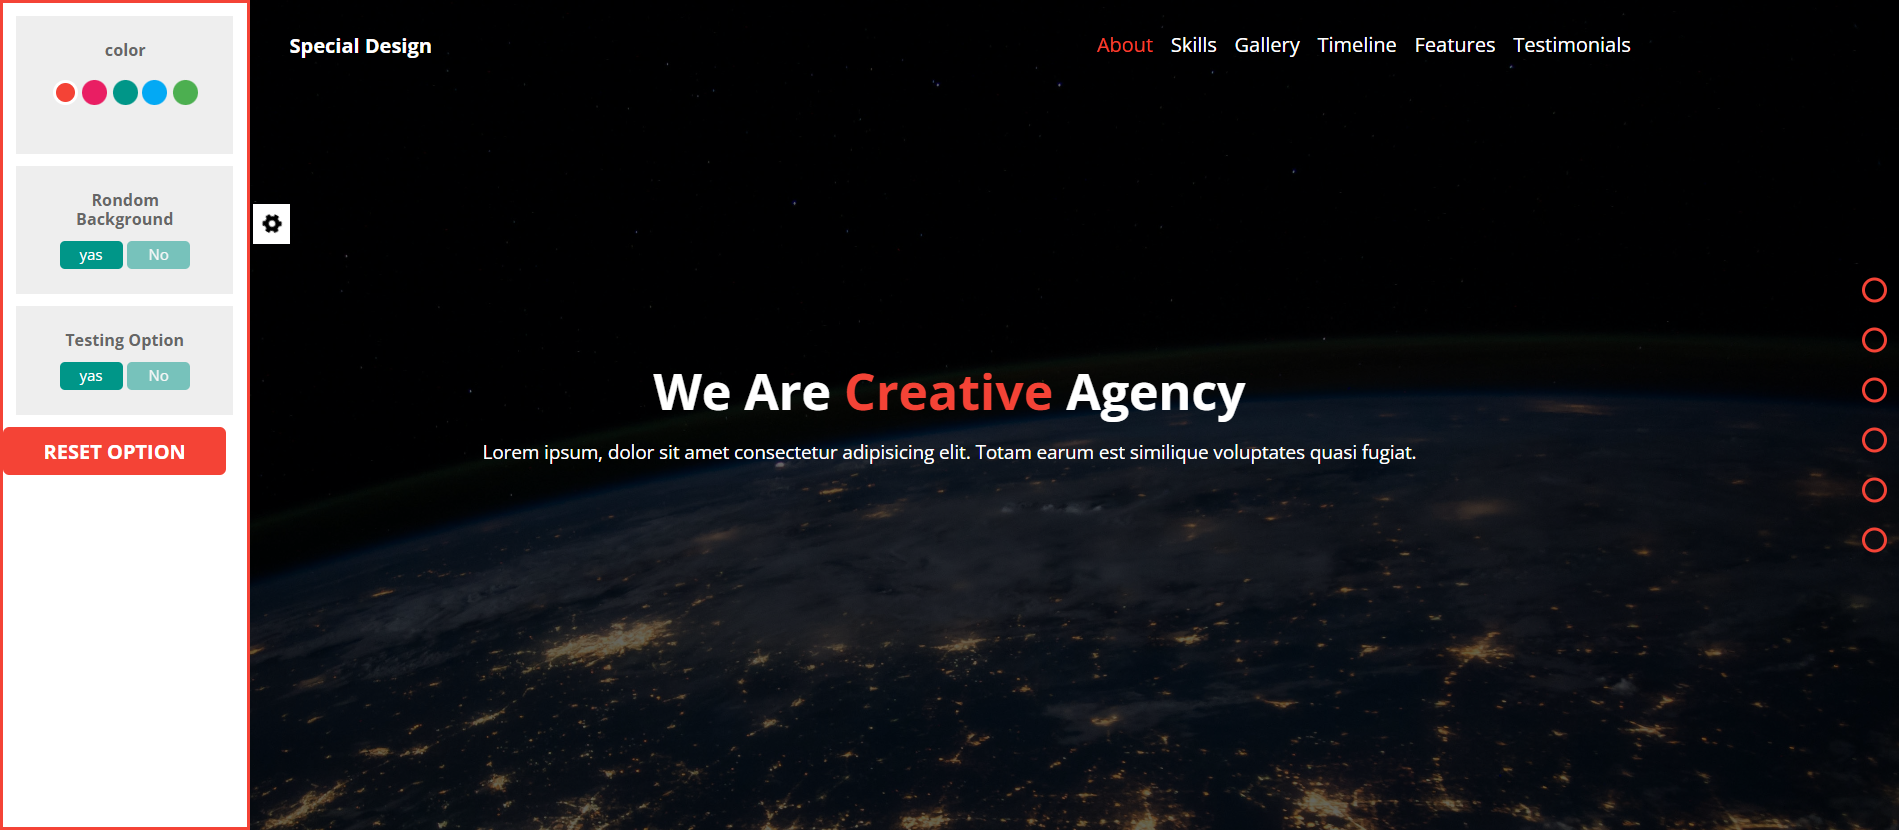 color
Rondom
Background
yas No
Testing Option
yas No
RESET OPTION
Special Design
About Skills Gallery Timeline Features Testimonials
We Are Creative Agency
Lorem ipsum, dolor sit amet consectetur adipisicing elit. Totam earum est similique voluptates quasi fugiat.